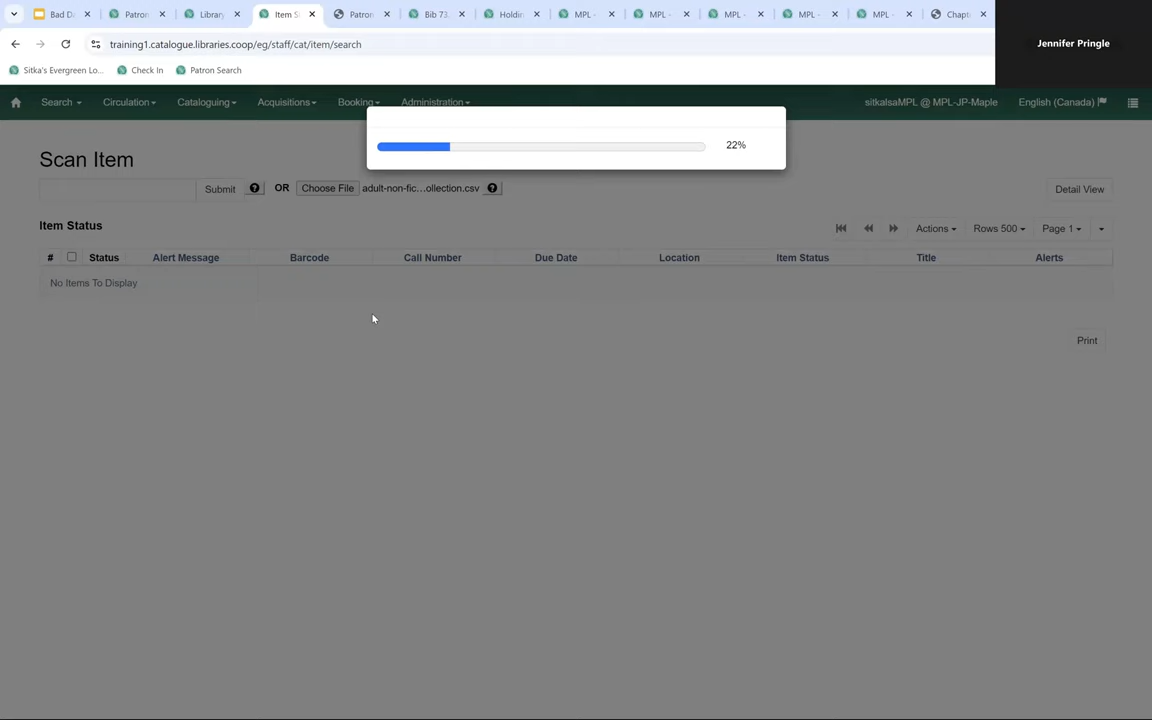 Bad Da
Patron
Library
Item S
Patron
Bib 73
Holdin
MPL -
MPL -
MPL -
MPL -
MPL -
Chapt
training1.catalogue.libraries.coop/eg/staff/cat/item/search
Jennifer Pringle
Sitka's Evergreen Lo...
Check In
Patron Search
Search
Circulation
Cataloguing
Acquisitions
Booking
Administration
sitkalsaMPL @ MPL-JP-Maple
English (Canada)
22%
Scan Item
Submit
?
OR
Choose File
adult-non-fic...ollection.csv
?
Detail View
Item Status
Actions
Rows 500
Page 1
# Status Alert Message Barcode Call Number Due Date Location Item Status Title Alerts
No Items To Display
Print